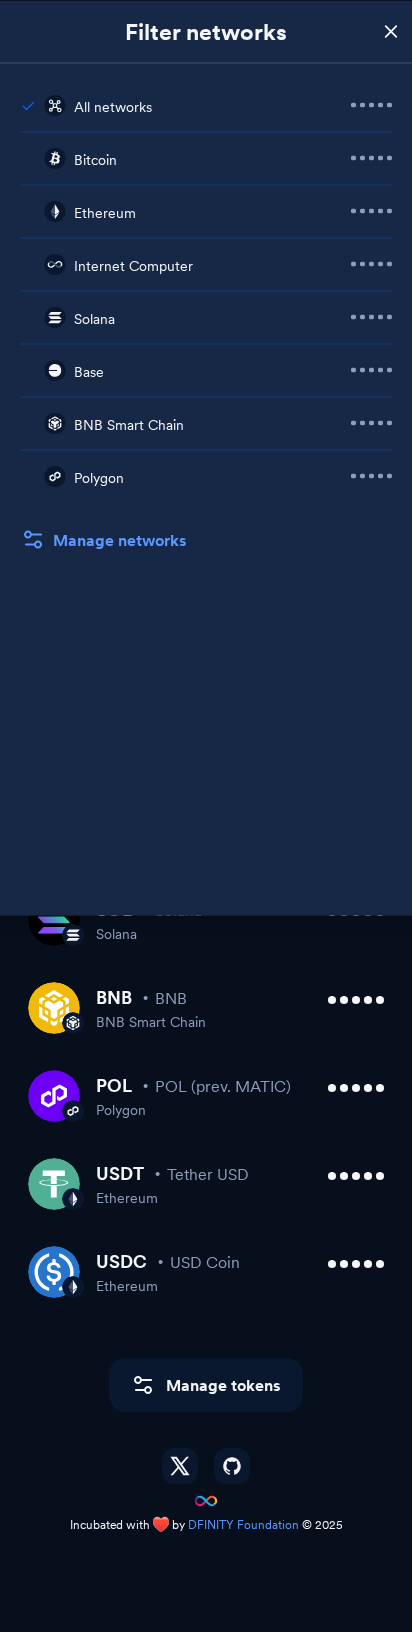 Filter networks
All networks
Bitcoin
Ethereum
Internet Computer
Solana
Base
BNB Smart Chain
Polygon
Manage networks
Solana
BNB • BNB
BNB Smart Chain
POL • POL (prev. MATIC)
Polygon
USDT • Tether USD
Ethereum
USDC • USD Coin
Ethereum
Manage tokens
Incubated with ❤️ by DFINITY Foundation © 2025